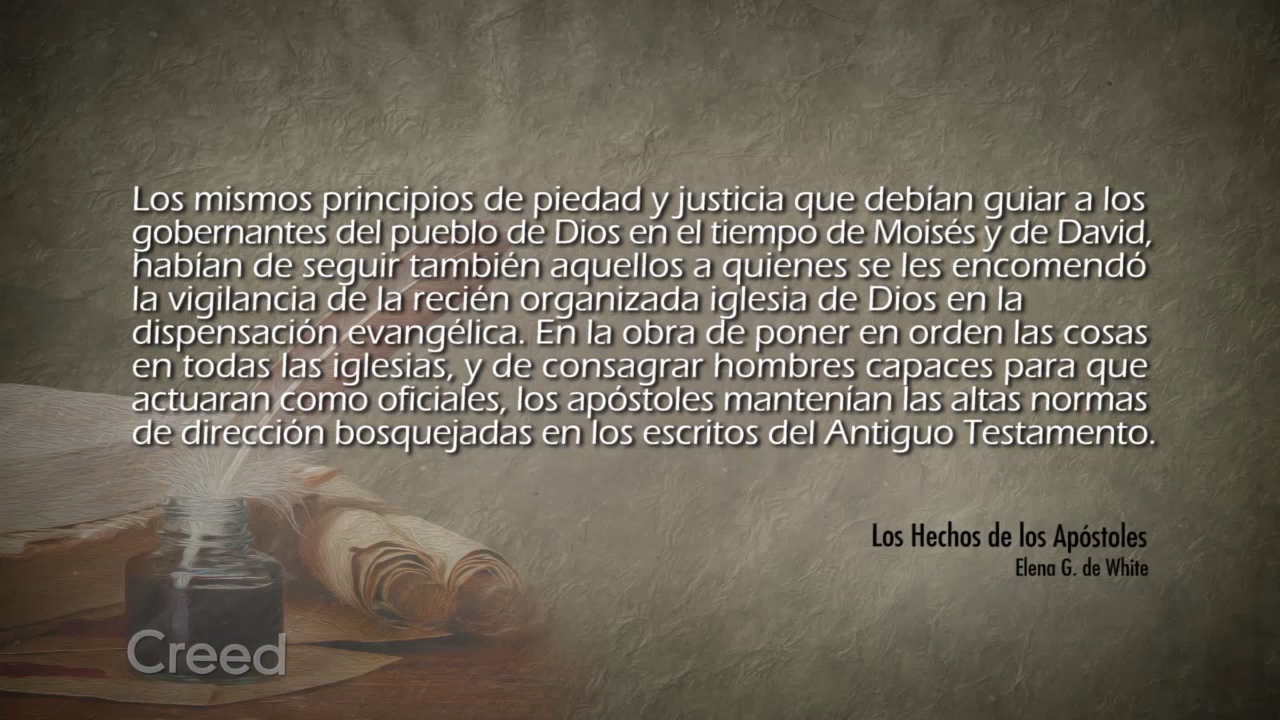 Los mismos principios de piedad y justicia que debían guiar a los
gobernantes del pueblo de Dios en el tiempo de Moisés y de David,
habían de seguir también aquellos a quienes se les encomendó
la vigilancia de la recién organizada iglesia de Dios en la
dispensación evangélica. En la obra de poner en orden las cosas
en todas las iglesias, y de consagrar hombres capaces para que
actuaran como oficiales, los apóstoles mantenían las altas normas
de dirección bosquejadas en los escritos del Antiguo Testamento.
Los Hechos de los Apóstoles
Elena G. de White
Creed